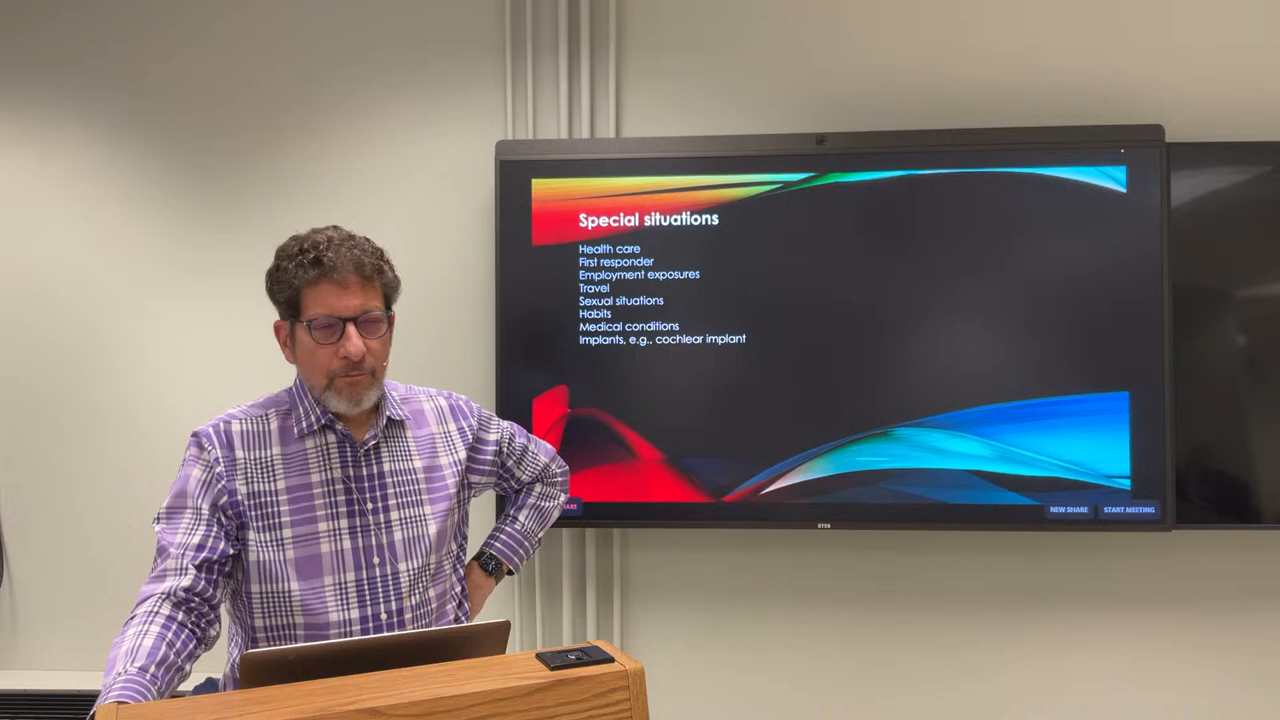 Special situations
Health care
First responder
Employment exposures
Travel
Sexual situations
Habits
Medical conditions
Implants, e.g., cochlear implant
NEW SHARE
START MEETING